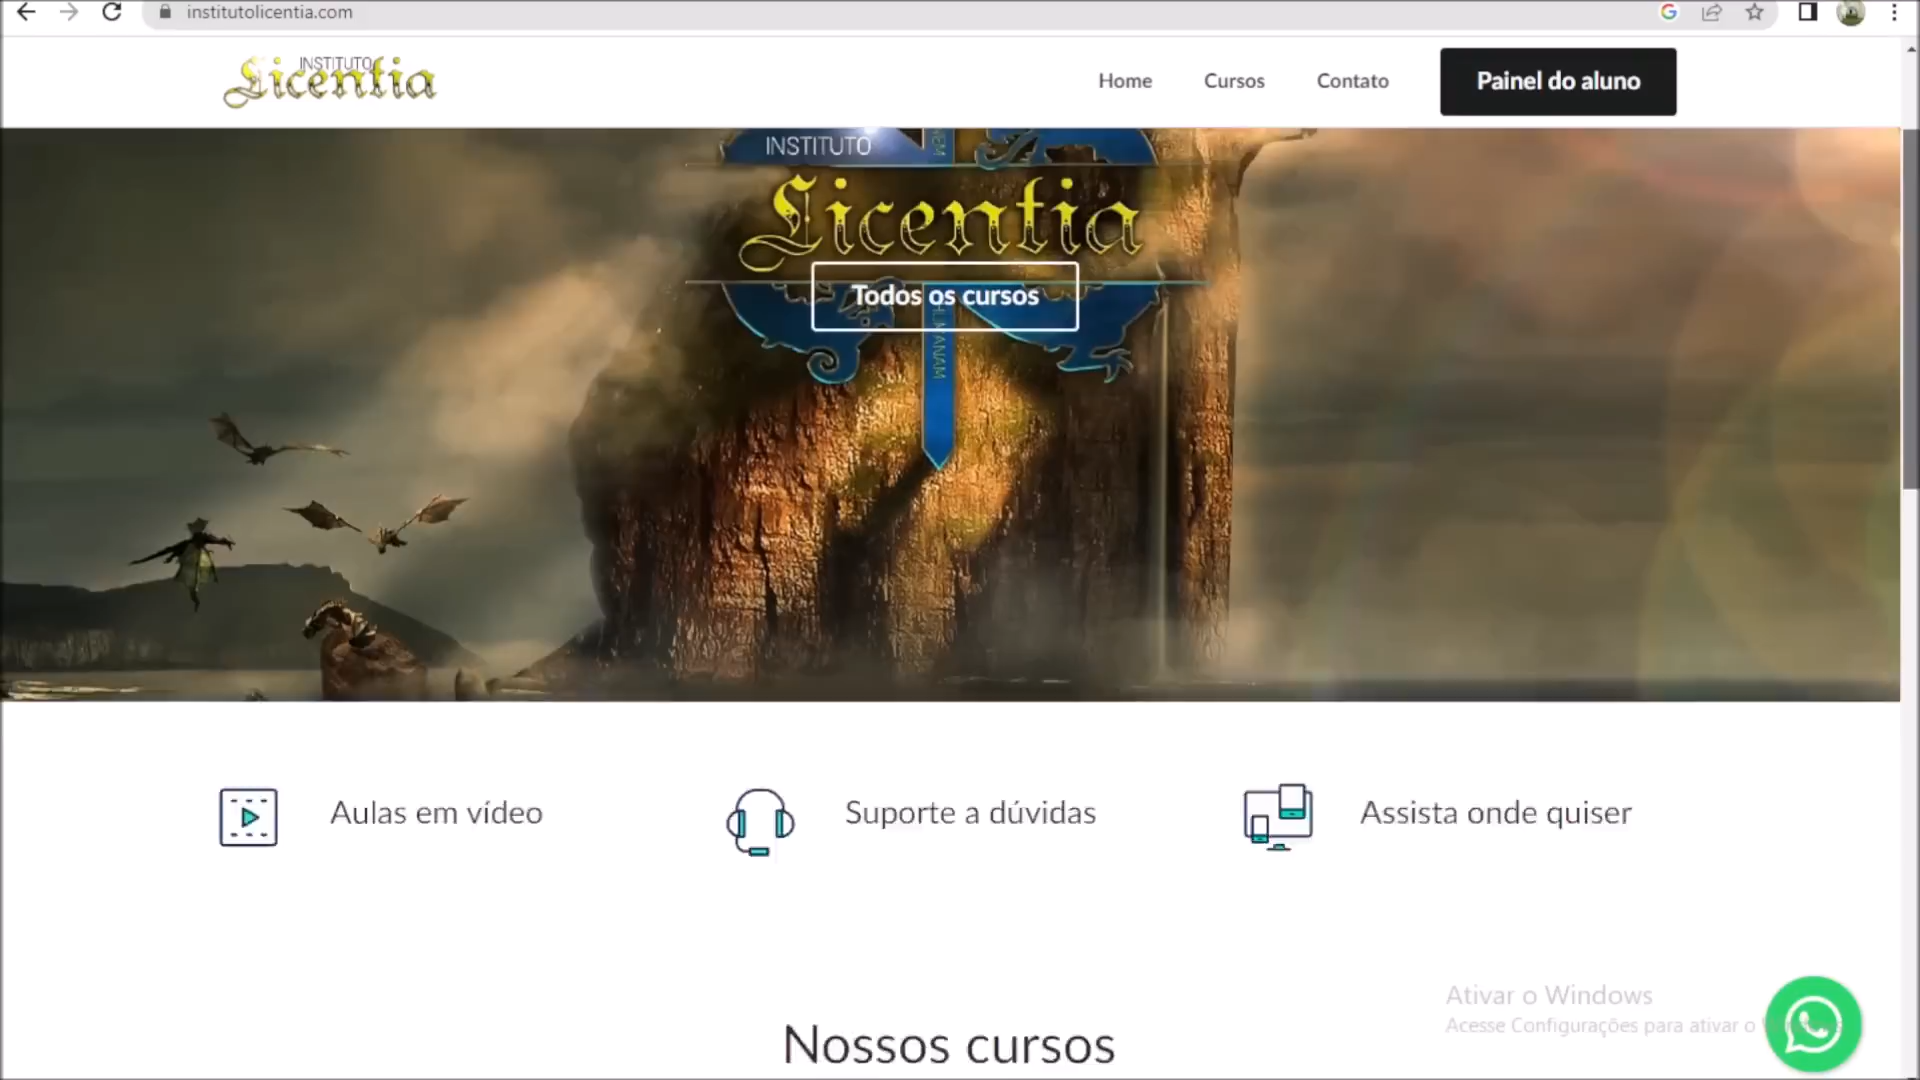 institutolicentia.com
INSTITUTO
Licentia
Home
Cursos
Contato
Painel do aluno
INSTITUTO
Licentia
Todos os cursos
Aulas em vídeo
Suporte a dúvidas
Assista onde quiser
Ativar o Windows
Acesse Configurações para ativar o
Nossos cursos